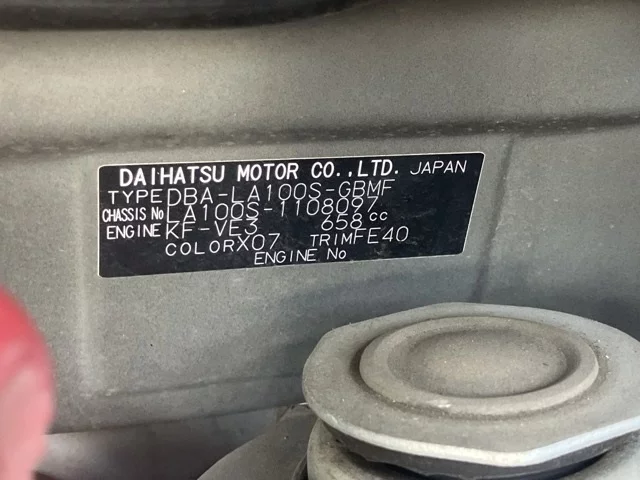 DAIHATSU MOTOR CO.,LTD. JAPAN
TYPE DBA-LA100S-GBMF
CHASSIS No LA100S-1108097
ENGINE KF-VE3 658cc
COLOR X07 TRIM FE40
ENGINE No